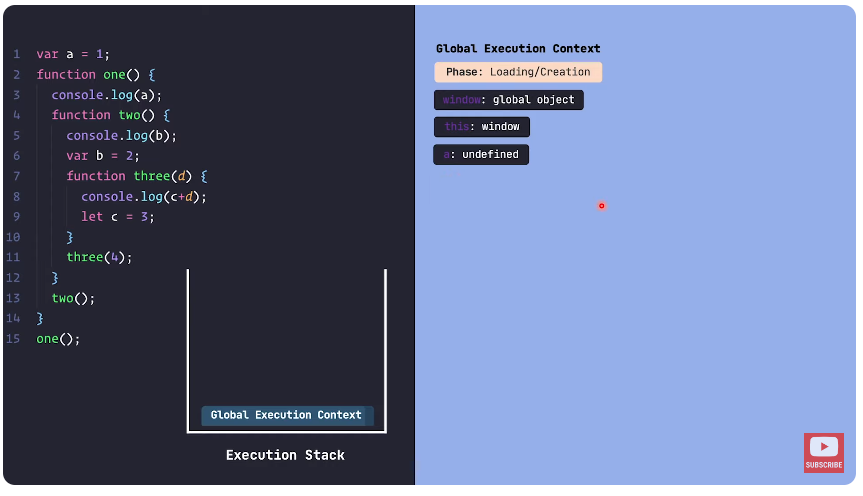 1 var a = 1;
2 function one() {
3 console.log(a);
4 function two() {
5 console.log(b);
6 var b = 2;
7 function three(d) {
8 console.log(c+d);
9 let c = 3;
10 }
11 three(4);
12 }
13 two();
14 }
15 one();
Global Execution Context
Execution Stack
Global Execution Context
Phase: Loading/Creation
window: global object
this: window
a: undefined
SUBSCRIBE